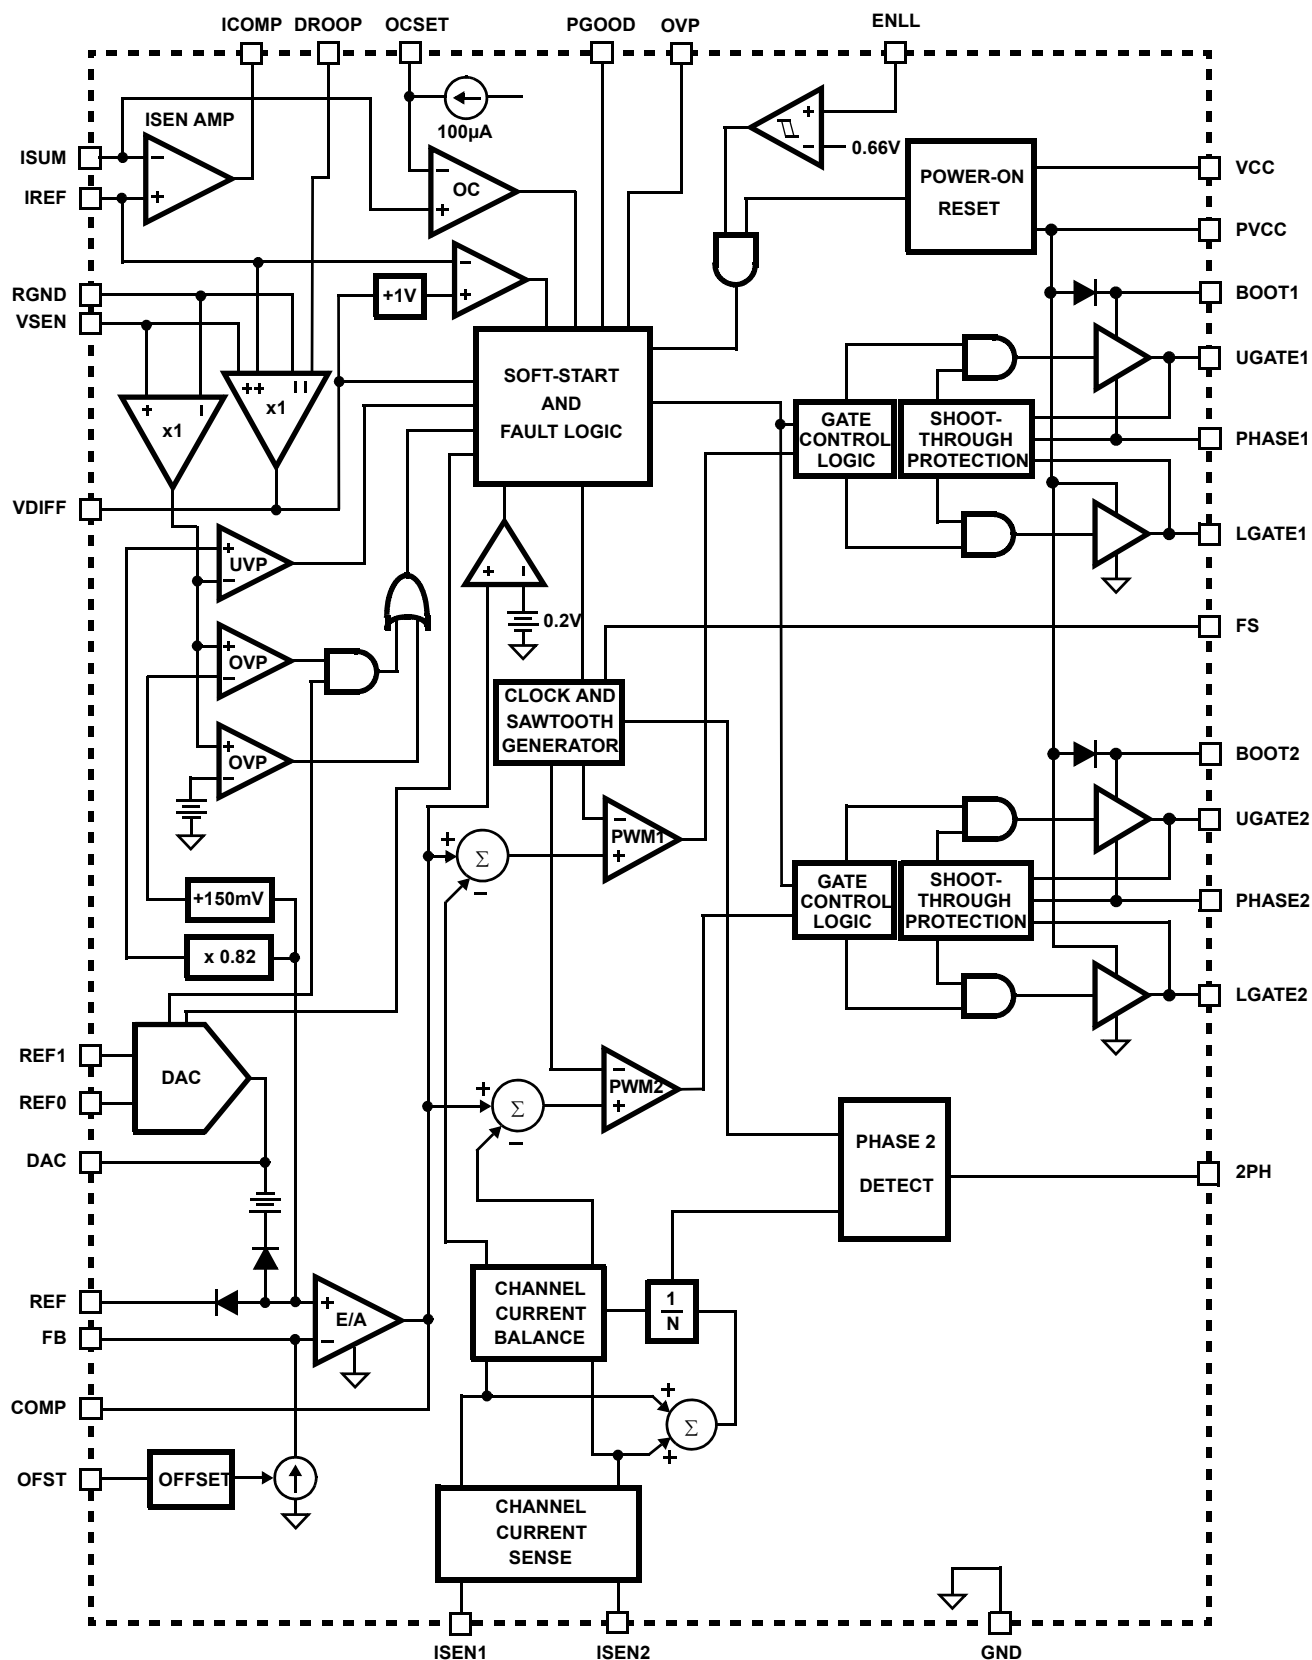 ICOMP DROOP OCSET PGOOD OVP ENLL
ISEN AMP
100µA
ISUM
−
IREF
+
−
OC
+
+
−
0.66V
POWER-ON
RESET
VCC
PVCC
RGND
VSEN
+1V
−
+
BOOT1
UGATE1
PHASE1
LGATE1
+ −
x1
++ − −
x1
SOFT-START
AND
FAULT LOGIC
GATE
CONTROL
LOGIC
SHOOT-
THROUGH
PROTECTION
VDIFF
+
UVP
−
+ −
0.2V
FS
+
OVP
−
+
OVP
−
CLOCK AND
SAWTOOTH
GENERATOR
BOOT2
UGATE2
PHASE2
LGATE2
−
PWM1
+
+
Σ
−
GATE
CONTROL
LOGIC
SHOOT-
THROUGH
PROTECTION
+150mV
x 0.82
REF1
REF0
DAC
DAC
−
PWM2
+
+
Σ
−
PHASE 2
DETECT
2PH
REF
FB
+
E/A
−
CHANNEL
CURRENT
BALANCE
1
N
COMP
+
Σ
+
OFST
OFFSET
CHANNEL
CURRENT
SENSE
ISEN1 ISEN2 GND